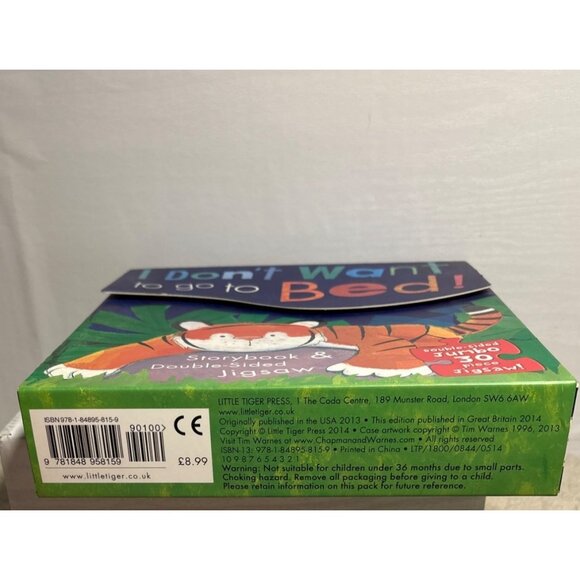 I Don't Want
to go to Bed!
Storybook &
Double-Sided
Jigsaw
Double-Sided
Jumbo
30
piece
Jigsaw!
ISBN 978-1-84895-815-9
90100>
9 781848 958159
£8.99
www.littletiger.co.uk
LITTLE TIGER PRESS, 1 The Coda Centre, 189 Munster Road, London SW6 6AW
www.littletiger.co.uk
Originally published in the USA 2013 • This edition published in Great Britain 2014
Copyright © Little Tiger Press 2014 • Case artwork copyright © Tim Warnes 1996, 2013
Visit Tim Warnes at www.ChapmanandWarnes.com • All rights reserved
ISBN-13: 978-1-84895-815-9 • Printed in China • LTP/1800/0844/0514
10 9 8 7 6 5 4 3 2 1
Warning: Not suitable for children under 36 months due to small parts.
Choking hazard. Remove all packaging before giving to a child.
Please retain information on this pack for future reference.